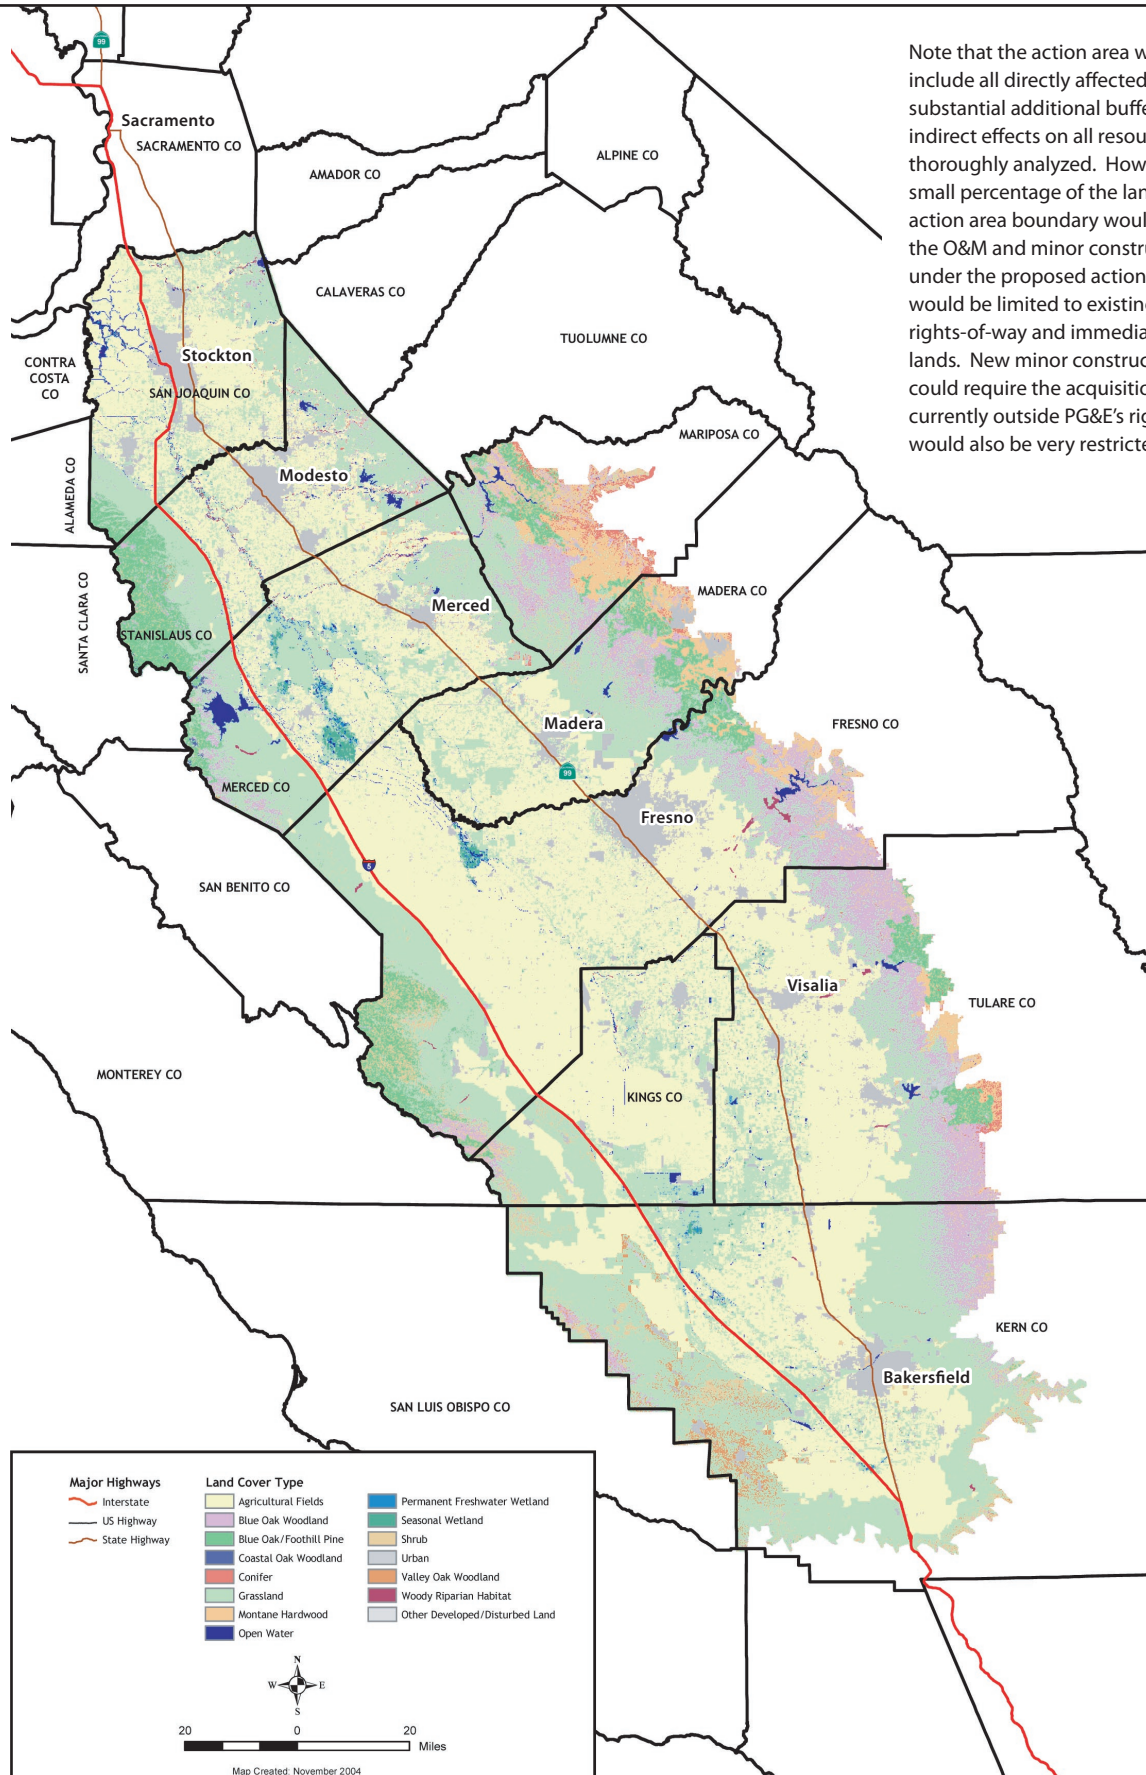 Note that the action area w
include all directly affected
substantial additional buffe
indirect effects on all resou
thoroughly analyzed.  How
small percentage of the lan
action area boundary would
the O&M and minor constru
under the proposed action
would be limited to existing
rights-of-way and immedia
lands.  New minor construc
could require the acquisitio
currently outside PG&E’s rig
would also be very restricte
99
Sacramento
SACRAMENTO CO
AMADOR CO
ALPINE CO
CALAVERAS CO
TUOLUMNE CO
CONTRA
COSTA
CO
Stockton
SAN JOAQUIN CO
MARIPOSA CO
ALAMEDA CO
Modesto
SANTA CLARA CO
STANISLAUS CO
Merced
MADERA CO
Madera
FRESNO CO
99
MERCED CO
Fresno
5
SAN BENITO CO
Visalia
TULARE CO
MONTEREY CO
KINGS CO
KERN CO
Bakersfield
SAN LUIS OBISPO CO
Major Highways
Interstate
US Highway
State Highway
Land Cover Type
Agricultural Fields
Blue Oak Woodland
Blue Oak/Foothill Pine
Coastal Oak Woodland
Conifer
Grassland
Montane Hardwood
Open Water
Permanent Freshwater Wetland
Seasonal Wetland
Shrub
Urban
Valley Oak Woodland
Woody Riparian Habitat
Other Developed/Disturbed Land
N
W E
S
20 0 20
Miles
Map Created: November 2004